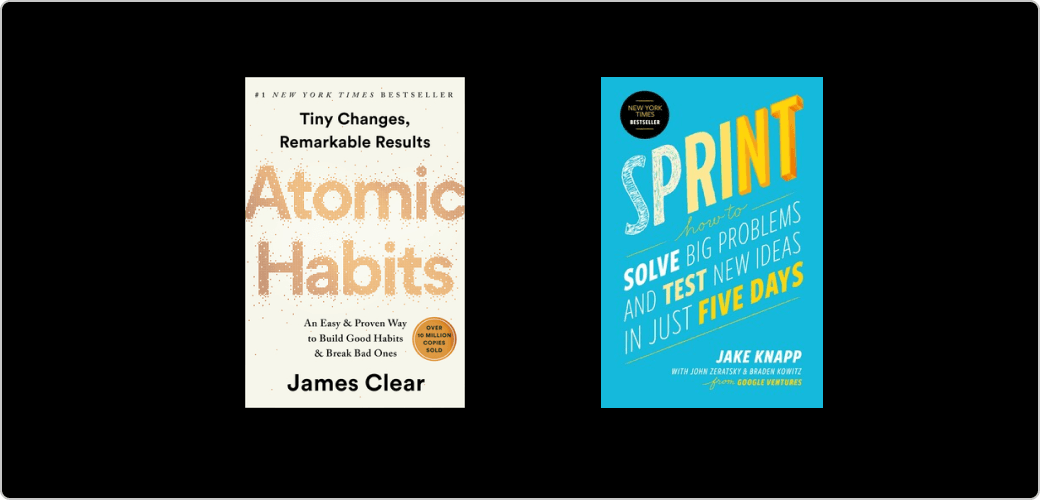 #1 NEW YORK TIMES BESTSELLER
Tiny Changes,
Remarkable Results
Atomic
Habits
An Easy & Proven Way
to Build Good Habits
& Break Bad Ones
OVER
10 MILLION
COPIES
SOLD
James Clear
NEW YORK
TIMES
BESTSELLER
SPRINT
how to
SOLVE BIG PROBLEMS
AND TEST NEW IDEAS
IN JUST FIVE DAYS
JAKE KNAPP
WITH JOHN ZERATSKY & BRADEN KOWITZ
from GOOGLE VENTURES